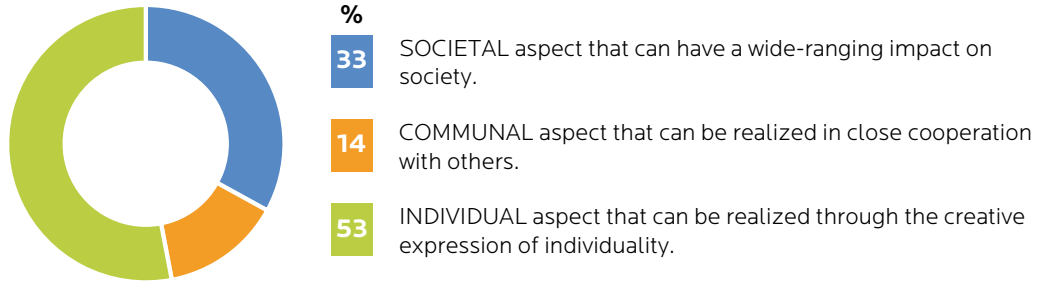 %
33 SOCIETAL aspect that can have a wide-ranging impact on
society.
14 COMMUNAL aspect that can be realized in close cooperation
with others.
53 INDIVIDUAL aspect that can be realized through the creative
expression of individuality.